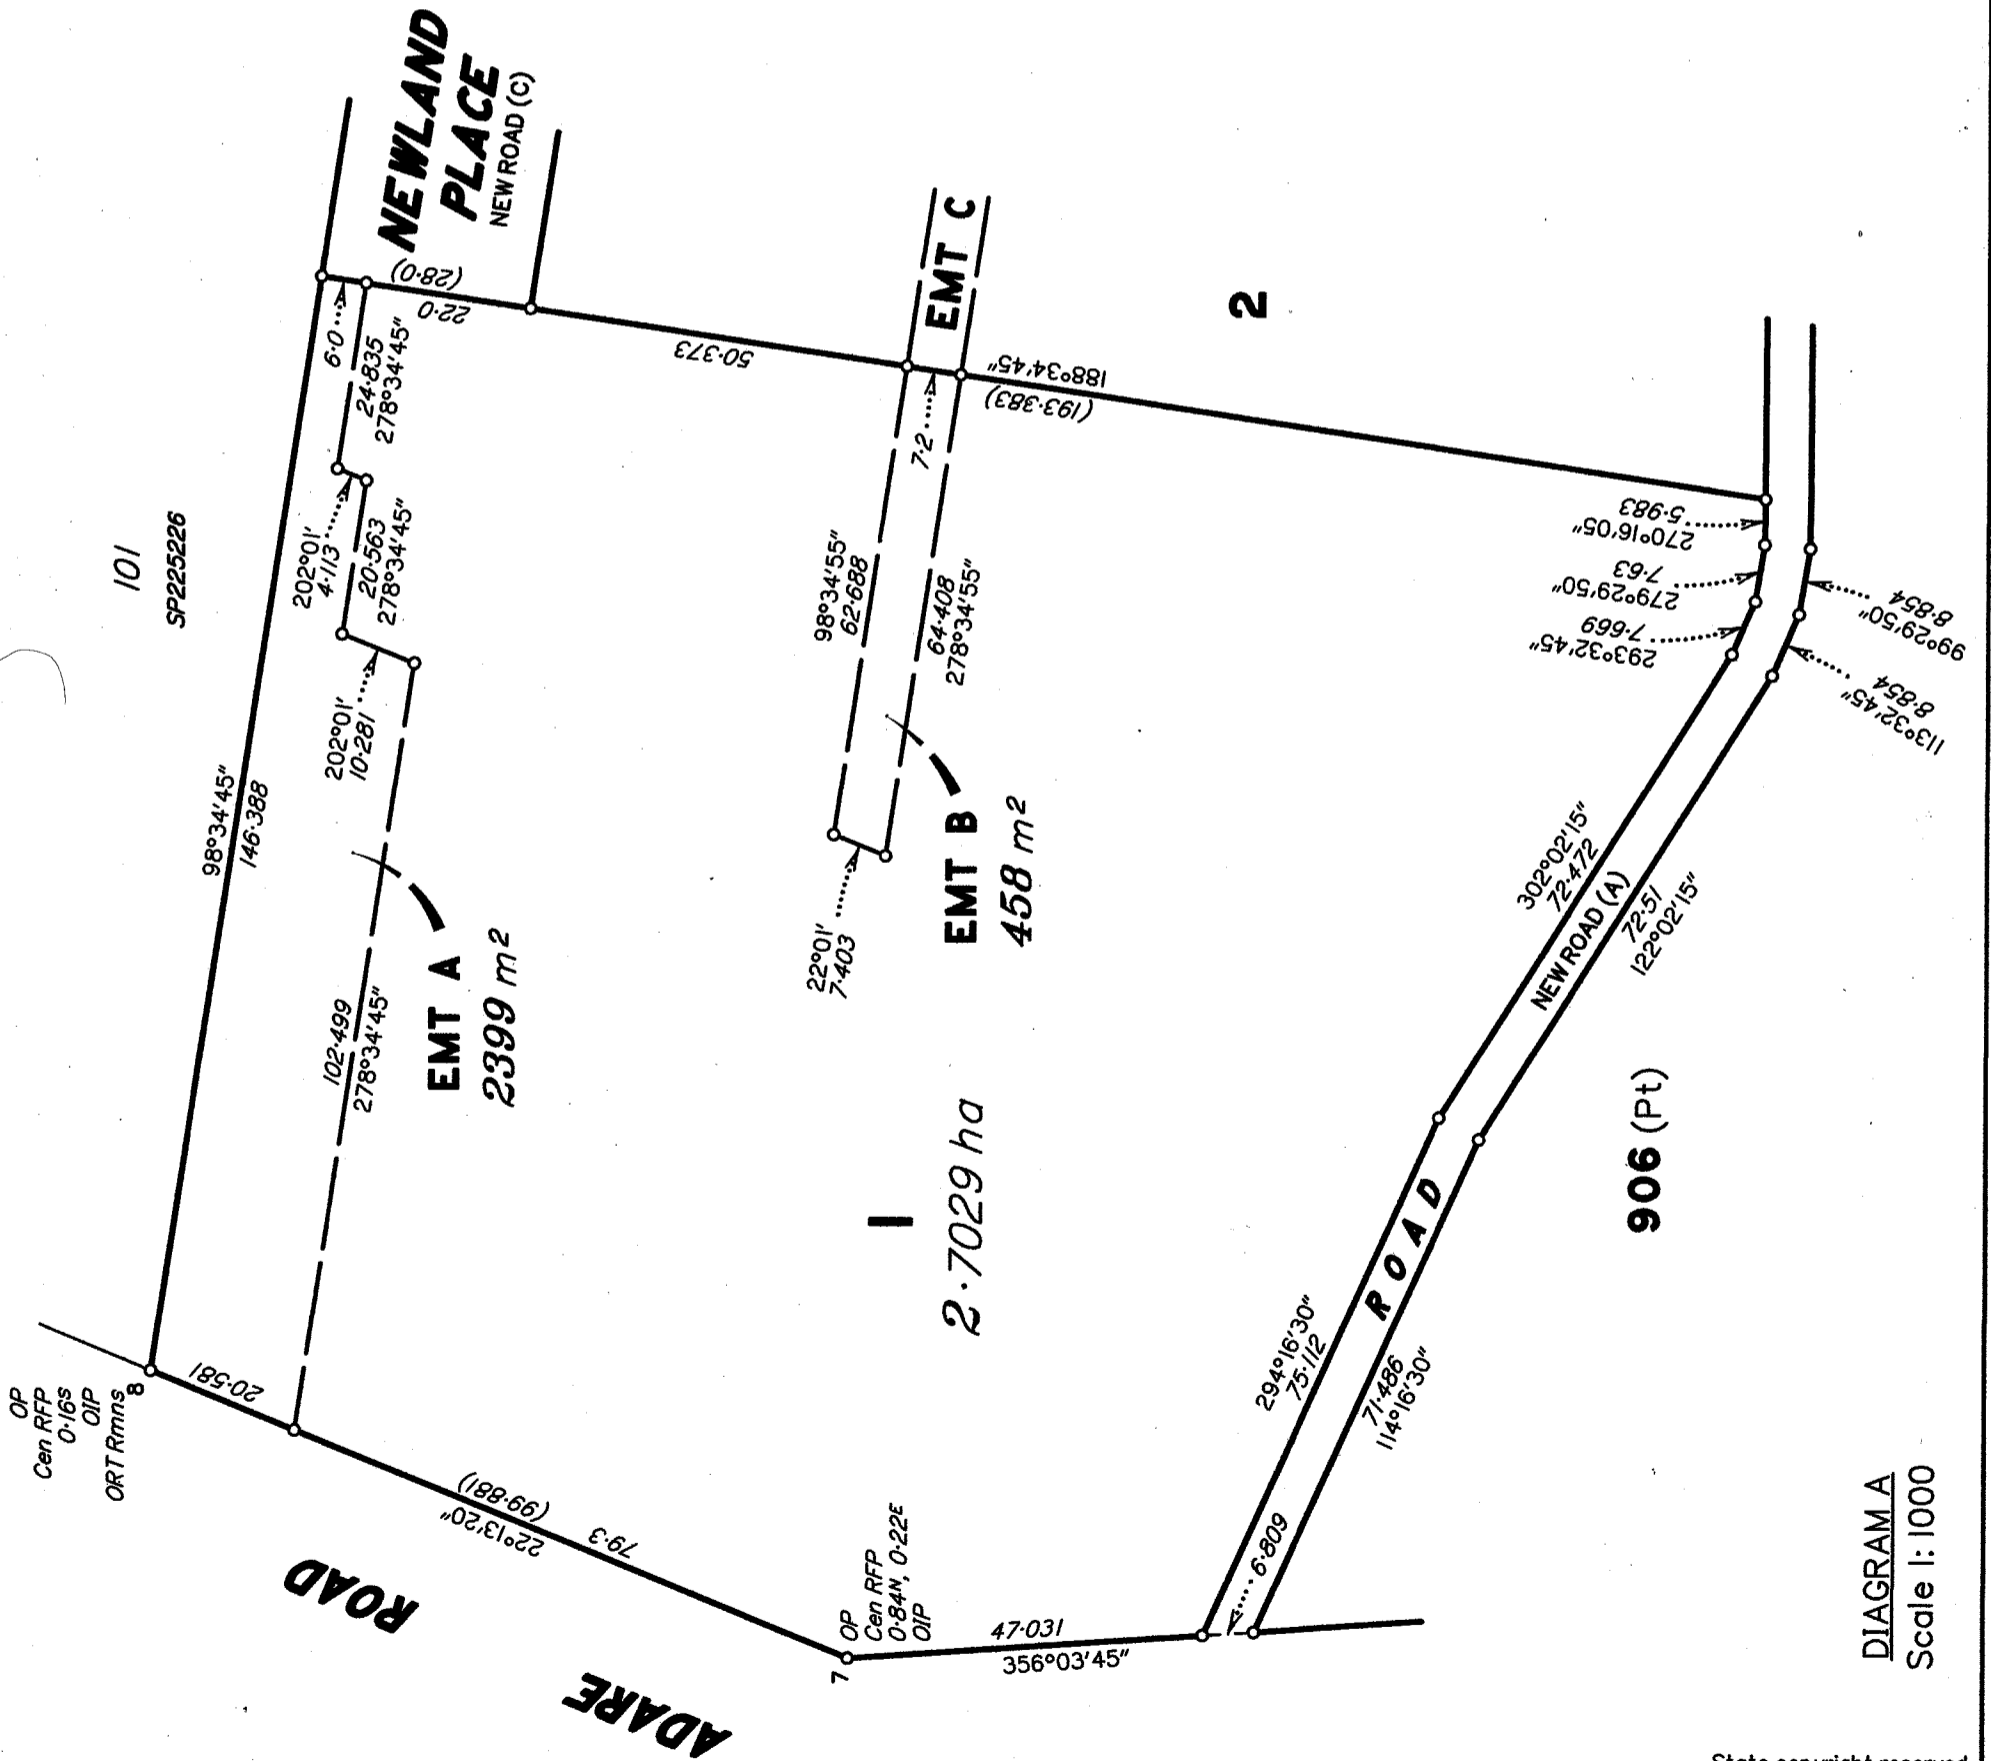 NEWLAND
PLACE
NEW ROAD (C)
(28·0)
22·0
6·0
24·835
278°34'45"
202°01'
4·113
20·563
278°34'45"
202°01'
10·281
101
SP225226
98°34'45"
146·388
102·499
278°34'45"
EMT A
2399 m²
50·373
EMT C
7·2
188°34'45"
(193·383)
2
98°34'55"
62·688
64·408
278°34'55"
22°01'
7·403
EMT B
458 m²
1
2·7029 ha
OP
Cen RFP
0·16S
OIP
ORT Rmns
8
20·581
22°13'20"
(99·881)
79·3
ADARE
ROAD
7
OP
Cen RFP
0·84N, 0·22E
OIP
47·031
356°03'45"
6·809
294°16'30"
75·112
ROAD
71·486
114°16'30"
302°02'15"
72·472
NEW ROAD (A)
72·51
122°02'15"
293°32'45"
7·669
279°29'50"
7·63
270°16'05"
5·983
99°29'50"
8·854
113°32'45"
8·854
906 (Pt)
DIAGRAM A
Scale 1:1000
State copyright reserved